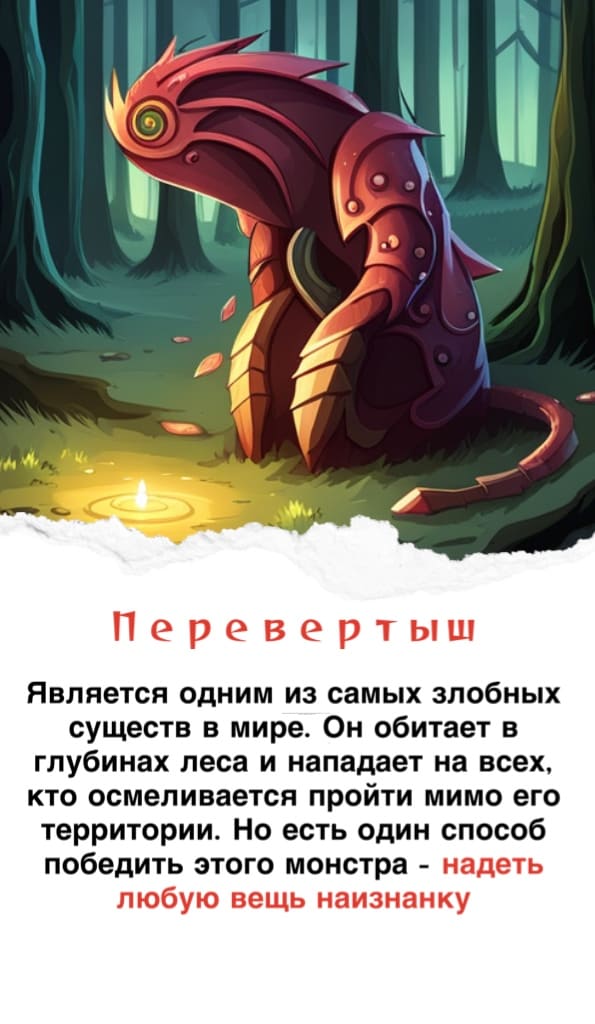 Перевертыш
Является одним из самых злобных
существ в мире. Он обитает в
глубинах леса и нападает на всех,
кто осмеливается пройти мимо его
территории. Но есть один способ
победить этого монстра - надеть
любую вещь наизнанку